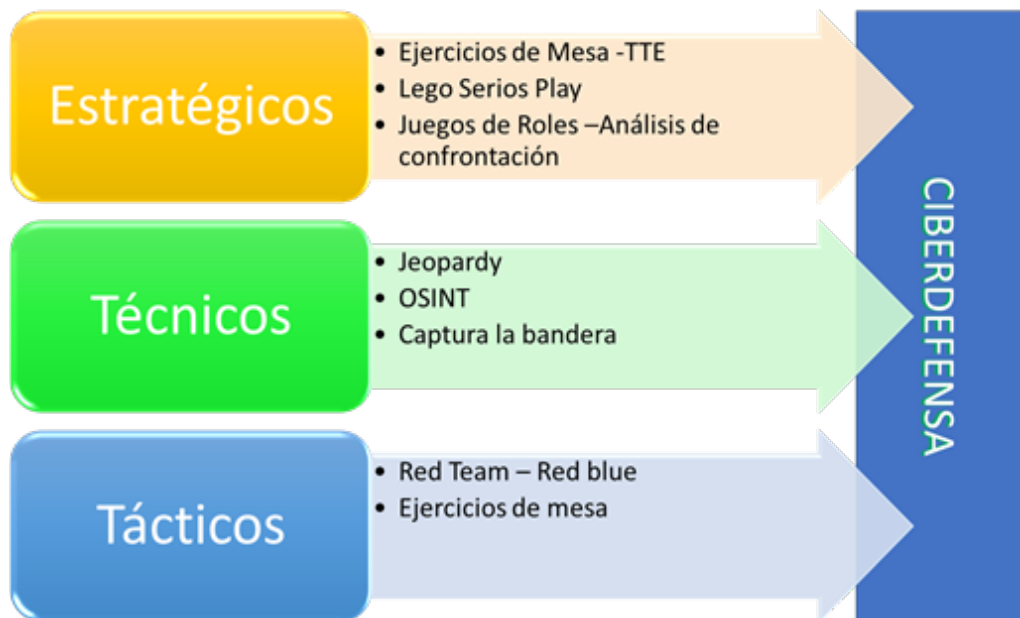 Estratégicos
• Ejercicios de Mesa -TTE
• Lego Serios Play
• Juegos de Roles –Análisis de
confrontación
Técnicos
• Jeopardy
• OSINT
• Captura la bandera
Tácticos
• Red Team – Red blue
• Ejercicios de mesa
CIBERDEFENSA